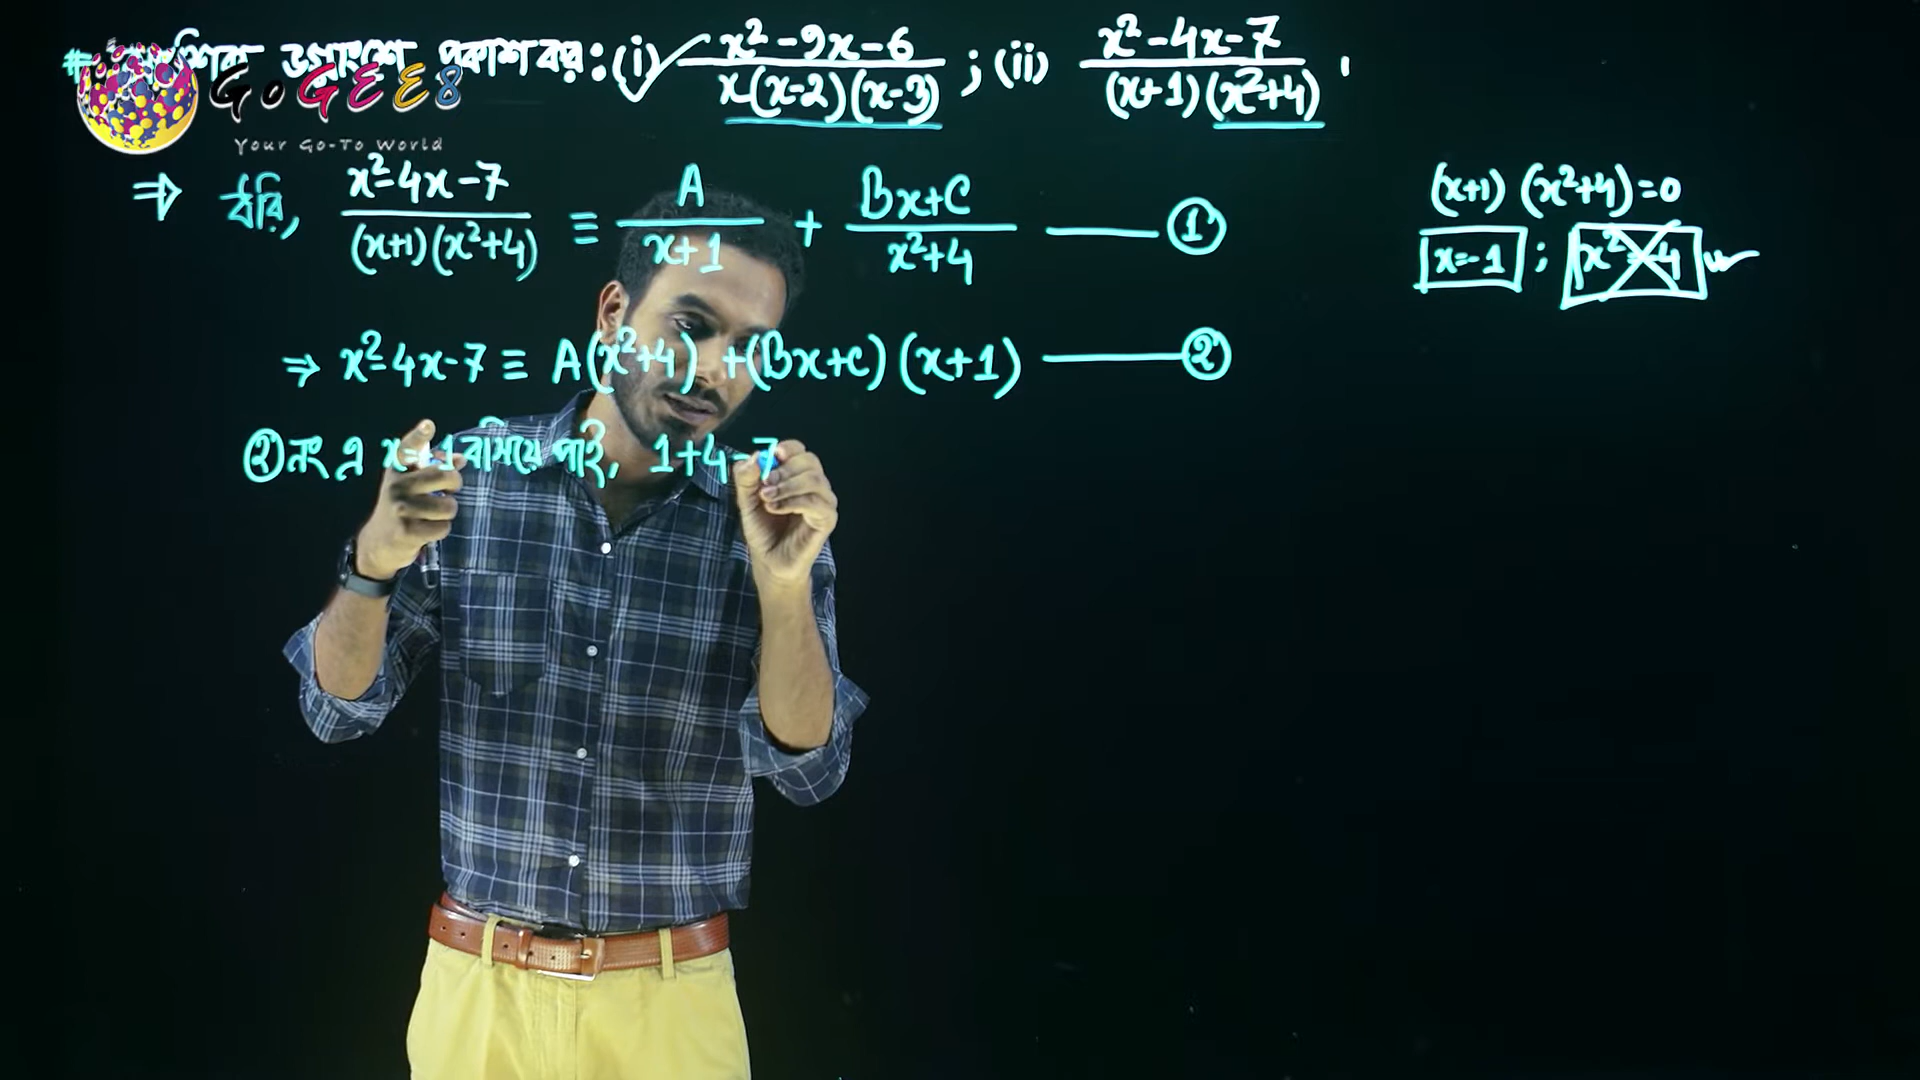 ভগ্নাংশে প্রকাশ কর: (i) ✓ x²-9x-6 / x(x-2)(x-3) ; (ii) x²-4x-7 / (x+1)(x²+4) ।
GoGEE8
Your Go-To World
⇒ ধরি, x²-4x-7 / (x+1)(x²+4) ≡ A / x+1 + Bx+C / x²+4 —— ①
(x+1) (x²+4)=0
x=-1 ; x²=-4
⇒ x²-4x-7 ≡ A(x²+4) +(Bx+C) (x+1) —— ②
②নং এ x=-1 বসিয়ে পাই, 1+4-7